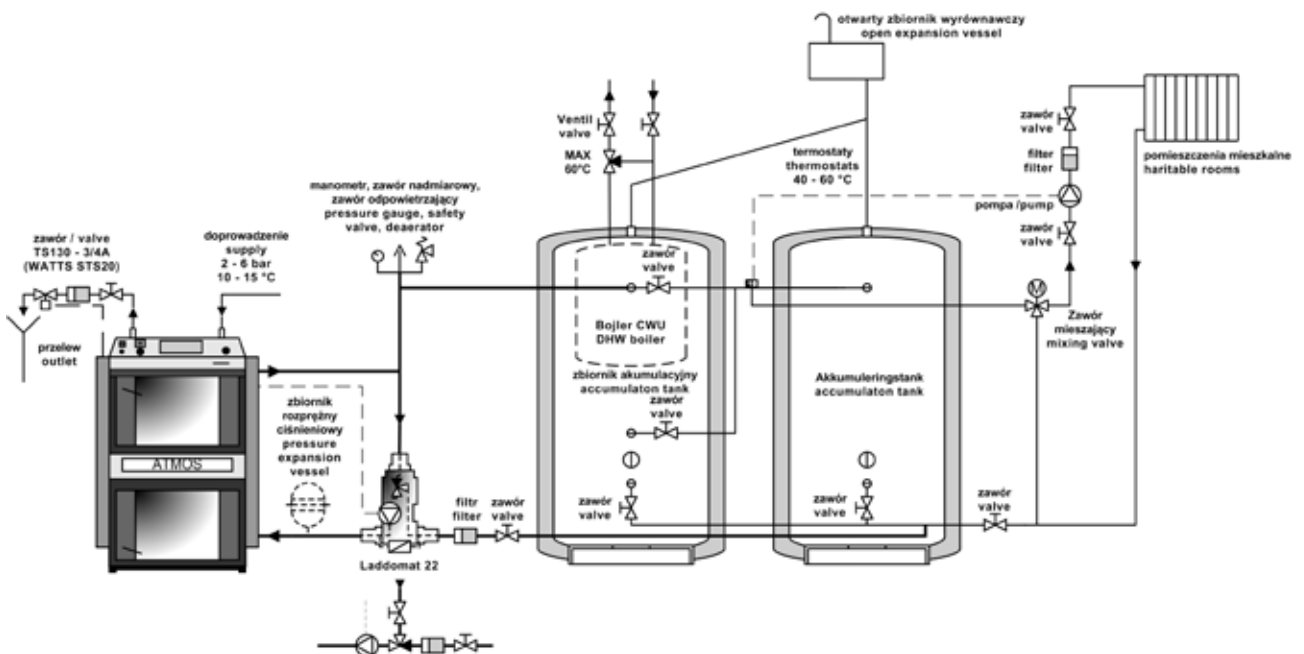 otwarty zbiornik wyrównawczy
open expansion vessel
Ventil
valve
MAX
60°C
zawór
valve
filter
filter
pomieszczenia mieszkalne
haritable rooms
termostaty
thermostats
40 - 60 °C
pompa /pump
zawór
valve
manometr, zawór nadmiarowy,
zawór odpowietrzający
pressure gauge, safety
valve, deaerator
zawór / valve
TS130 - 3/4A
(WATTS STS20)
doprowadzenie
supply
2 - 6 bar
10 - 15 °C
przelew
outlet
zawór
valve
M
Zawór
mieszający
mixing valve
Bojler CWU
DHW boiler
zbiornik akumulacyjny
accumulaton tank
zawór
valve
Akkumuleringstank
accumulaton tank
zbiornik
rozprężny
ciśnieniowy
pressure
expansion
vessel
ATMOS
filtr
filter
zawór
valve
zawór
valve
zawór
valve
zawór
valve
Laddomat 22